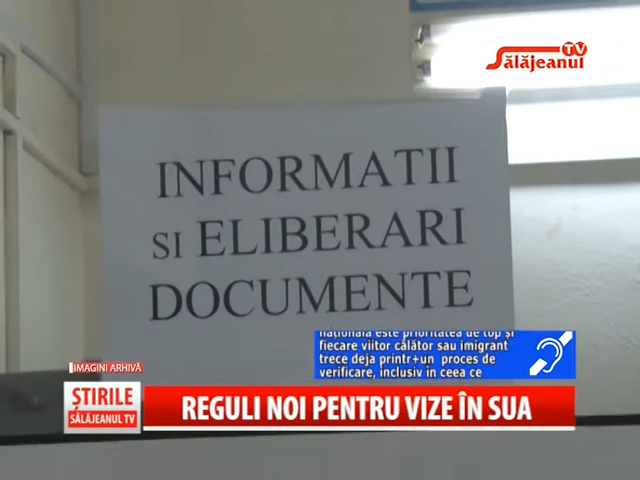 Sălăjeanul TV
INFORMATII
SI ELIBERARI
DOCUMENTE
națională este prioritatea de top și
fiecare viitor călător sau imigrant
trece deja printr+un proces de
verificare, inclusiv în ceea ce
IMAGINI ARHIVĂ
ȘTIRILE
SĂLĂJEANUL TV
REGULI NOI PENTRU VIZE ÎN SUA